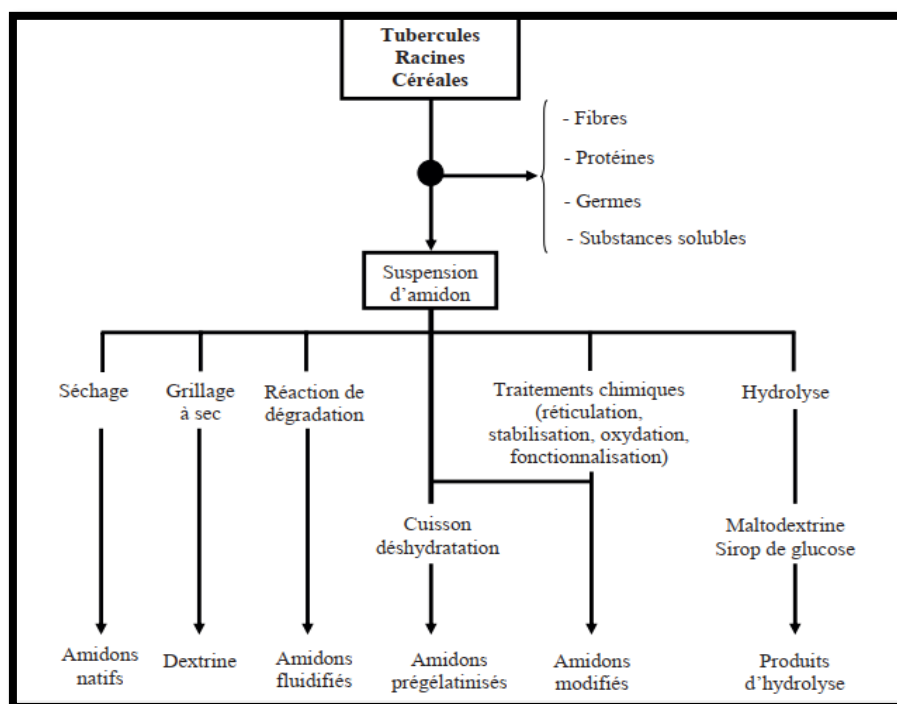 Tubercules
Racines
Céréales
- Fibres
- Protéines
- Germes
- Substances solubles
Suspension
d’amidon
Séchage
Grillage
à sec
Réaction de
dégradation
Traitements chimiques
(réticulation,
stabilisation, oxydation,
fonctionnalisation)
Hydrolyse
Cuisson
déshydratation
Maltodextrine
Sirop de glucose
Amidons
natifs
Dextrine
Amidons
fluidifiés
Amidons
prégélatinisés
Amidons
modifiés
Produits
d’hydrolyse